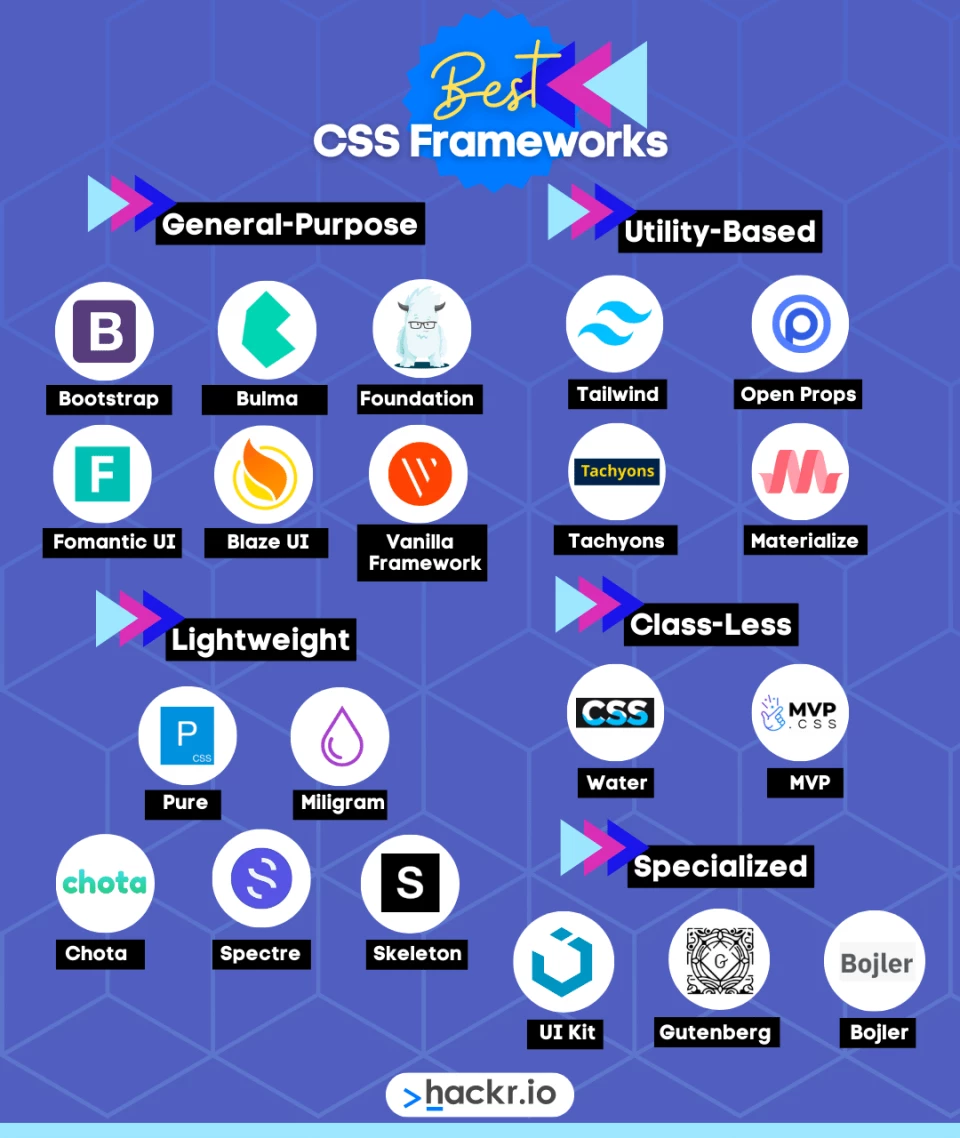 Best
CSS Frameworks
General-Purpose
B
Bootstrap
Bulma
Foundation
F
Fomantic UI
Blaze UI
Vanilla
Framework
Utility-Based
Tailwind
Open Props
Tachyons
Tachyons
Materialize
Lightweight
P
CSS
Pure
Miligram
chota
Chota
Spectre
S
Skeleton
Class-Less
CSS
Water
MVP
.CSS
MVP
Specialized
UI Kit
G
Gutenberg
Bojler
Bojler
>hackr.io